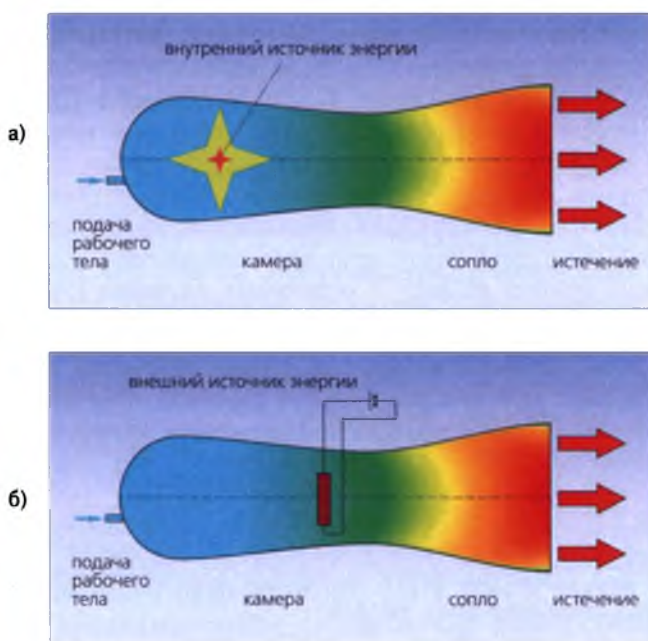 а)
внутренний источник энергии
подача
рабочего
тела
камера
сопло
истечение
б)
внешний источник энергии
подача
рабочего
тела
камера
сопло
истечение